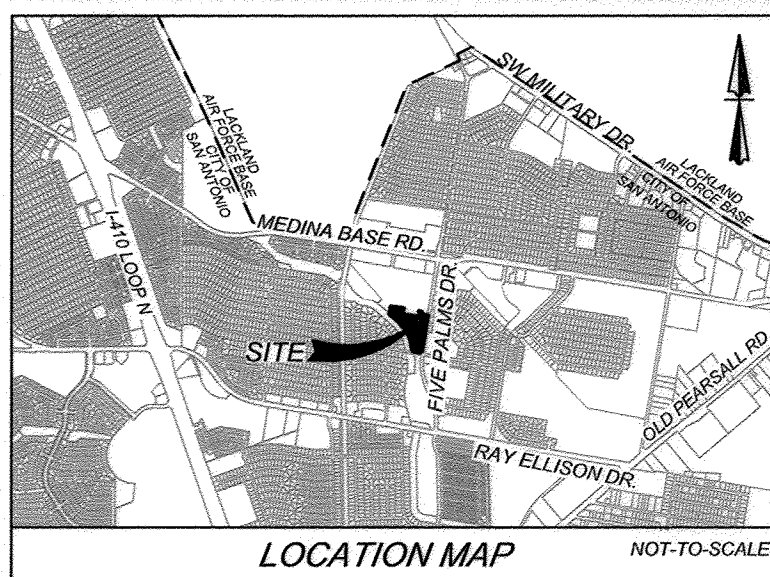 SW MILITARY DR.
LACKLAND
AIR FORCE BASE
CITY OF
SAN ANTONIO
LACKLAND
AIR FORCE BASE
CITY OF
SAN ANTONIO
MEDINA BASE RD.
I-410 LOOP N
FIVE PALMS DR.
SITE
OLD PEARSALL RD
RAY ELLISON DR.
LOCATION MAP
NOT-TO-SCALE